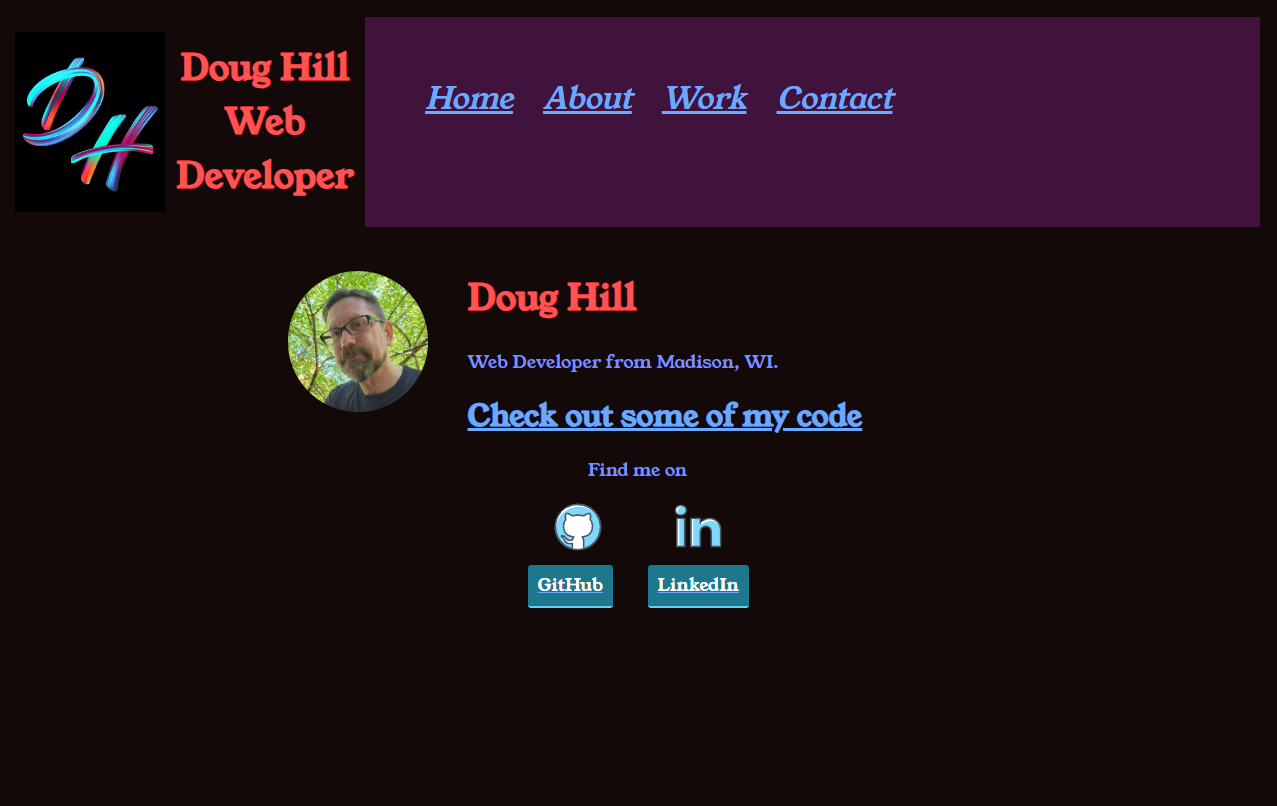 DH
Doug Hill
Web
Developer
Home About Work Contact
Doug Hill
Web Developer from Madison, WI.
Check out some of my code
Find me on
in
GitHub LinkedIn